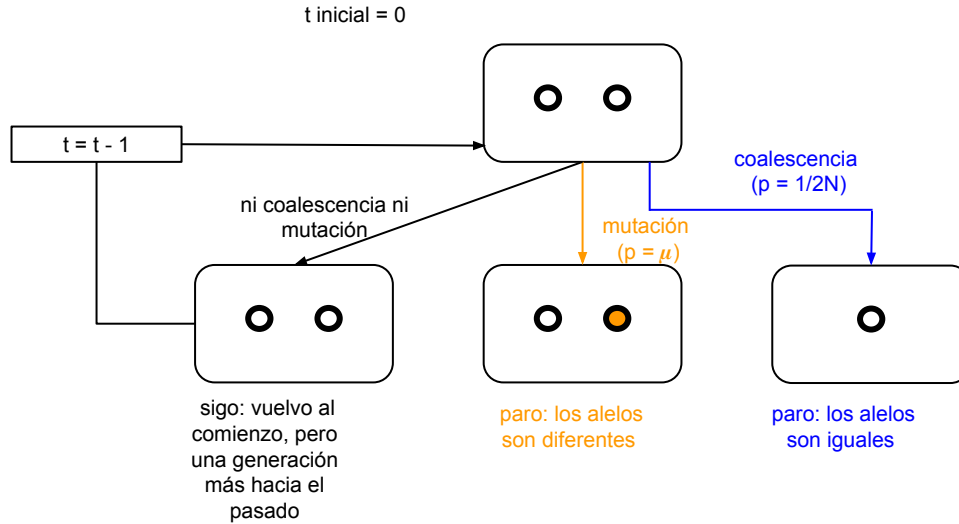 t inicial = 0
t = t - 1
coalescencia
(p = 1/2N)
ni coalescencia ni
mutación
mutación
(p = μ)
sigo: vuelvo al
comienzo, pero
una generación
más hacia el
pasado
paro: los alelos
son diferentes
paro: los alelos
son iguales